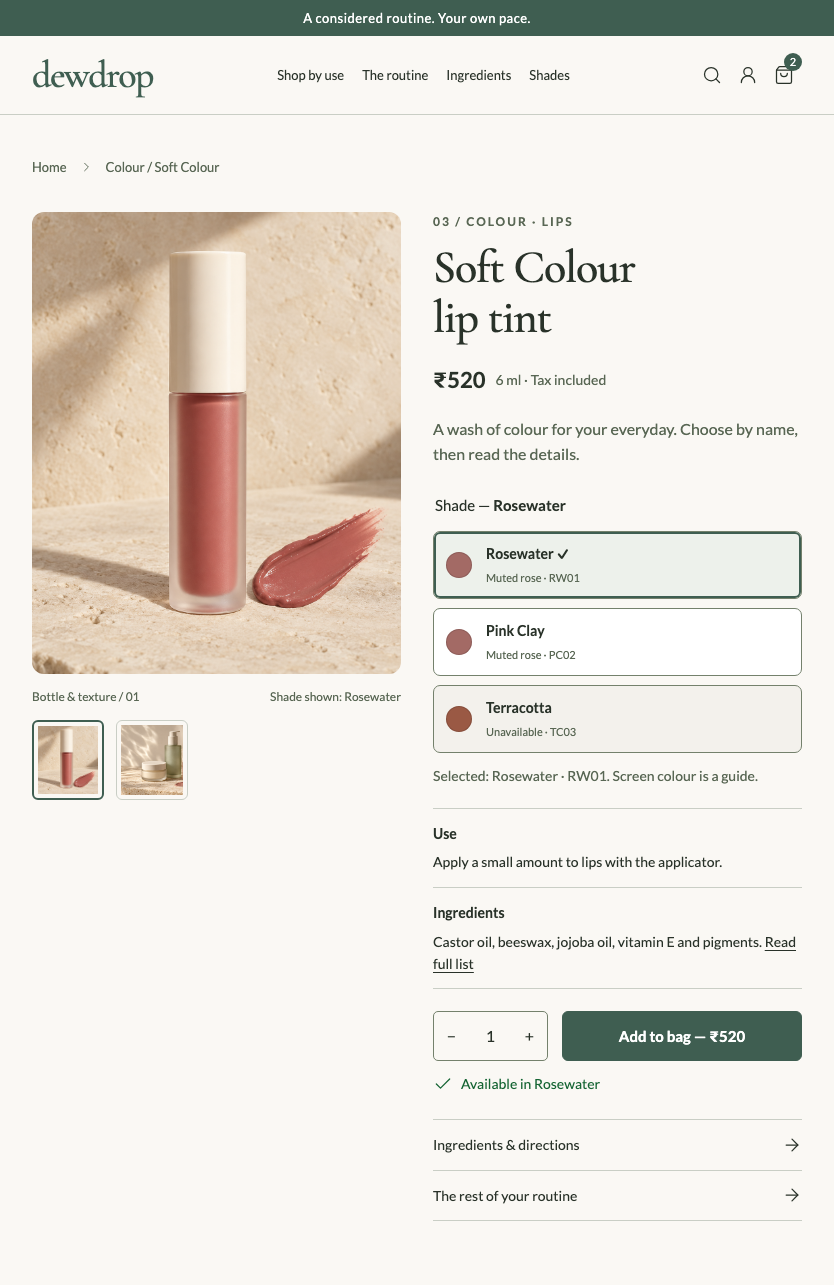 A considered routine. Your own pace.
dewdrop
Shop by use
The routine
Ingredients
Shades
2
Home
Colour / Soft Colour
03 / COLOUR · LIPS
Soft Colour
lip tint
₹520 6 ml · Tax included
A wash of colour for your everyday. Choose by name,
then read the details.
Shade — Rosewater
Rosewater ✓
Muted rose · RW01
Pink Clay
Muted rose · PC02
Terracotta
Unavailable · TC03
Selected: Rosewater · RW01. Screen colour is a guide.
Bottle & texture / 01
Shade shown: Rosewater
Use
Apply a small amount to lips with the applicator.
Ingredients
Castor oil, beeswax, jojoba oil, vitamin E and pigments. Read
full list
− 1 +
Add to bag — ₹520
Available in Rosewater
Ingredients & directions
The rest of your routine